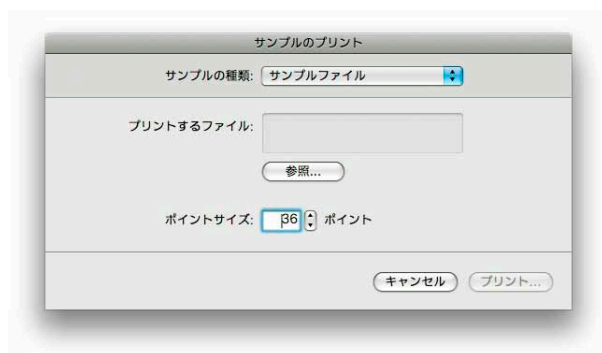 サンプルのプリント
サンプルの種類: サンプルファイル
プリントするファイル:
参照...
ポイントサイズ: 36 ポイント
キャンセル プリント...